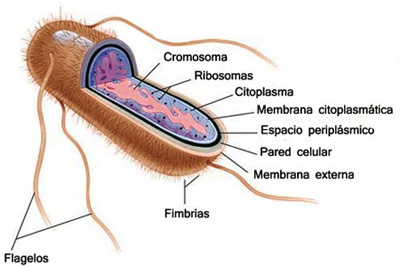 Cromosoma
Ribosomas
Citoplasma
Membrana citoplasmática
Espacio periplásmico
Pared celular
Membrana externa
Fimbrias
Flagelos